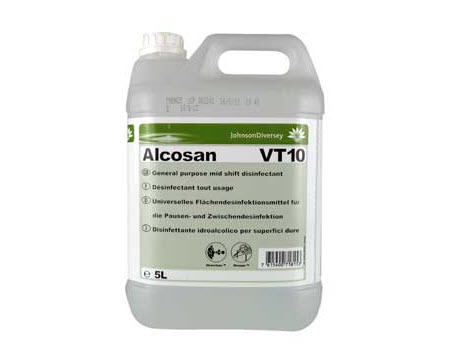 JohnsonDiversey
Alcosan VT10
GB General purpose mid shift disinfectant
F Désinfectant tout usage
D Universelles Flächendesinfektionsmittel für
die Pausen- und Zwischendesinfektion
I Disinfettante idroalcolico per superfici dure
e 5L